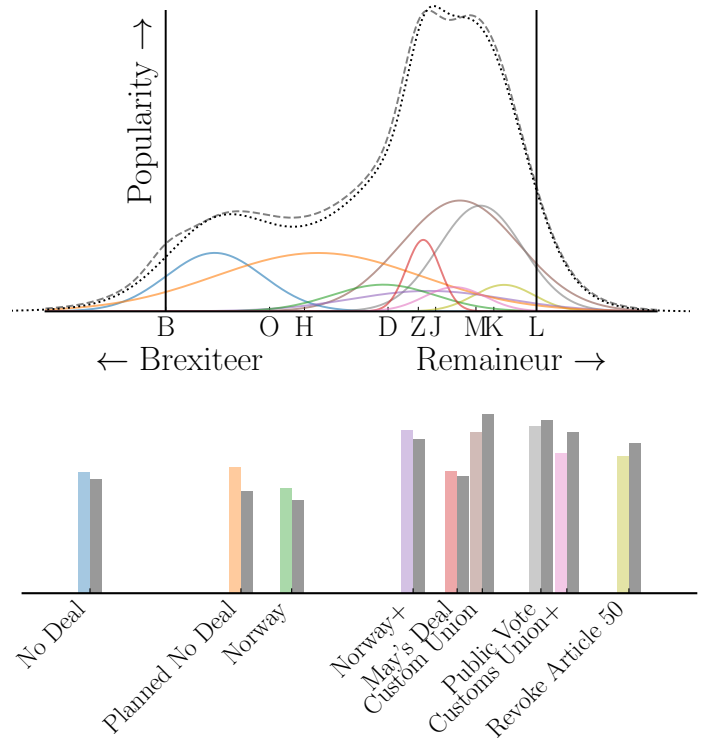 Popularity →
B O H D Z J M K L
← Brexiteer Remaineur →
No Deal
Planned No Deal
Norway
Norway+
May's Deal
Custom Union
Public Vote
Customs Union+
Revoke Article 50